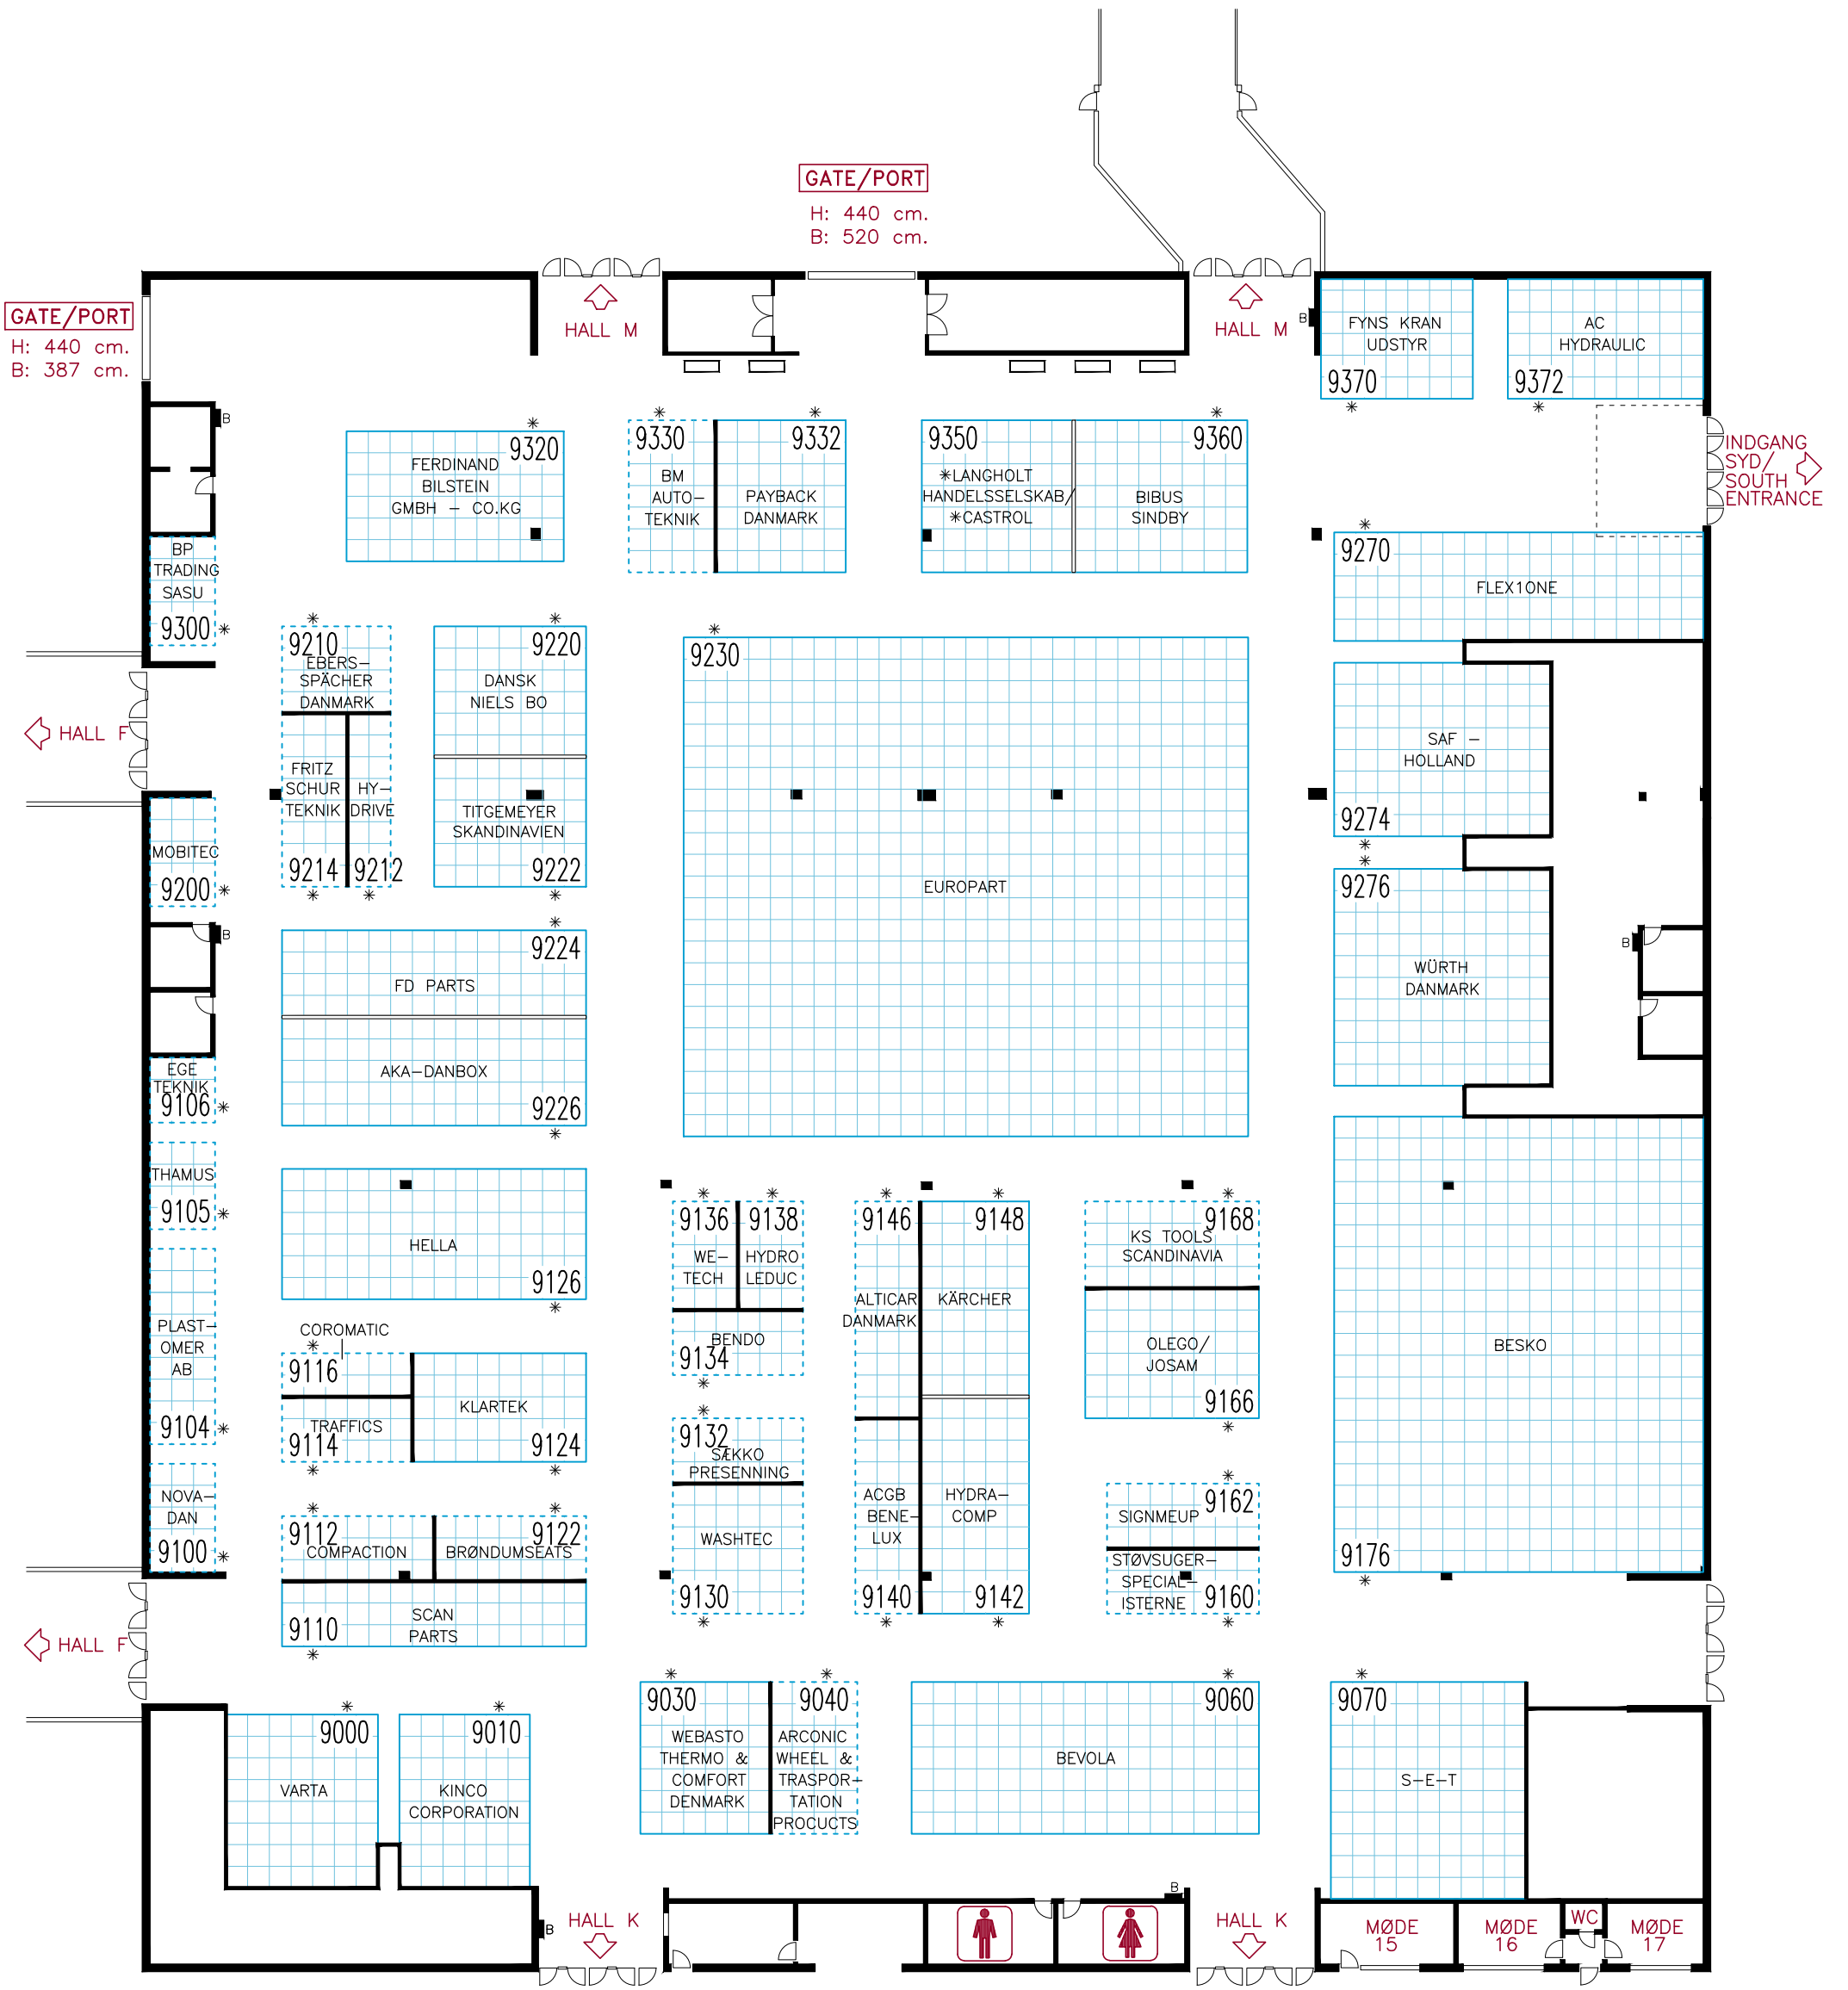 GATE/PORT
H: 440 cm.
B: 520 cm.
GATE/PORT
H: 440 cm.
B: 387 cm.
HALL M
HALL M
B
FYNS KRAN
UDSTYR
9370
*
AC
HYDRAULIC
9372
*
INDGANG
SYD/
SOUTH
ENTRANCE
B
*
9320
FERDINAND
BILSTEIN
GMBH – CO.KG
*
9330
BM
AUTO–
TEKNIK
*
9332
PAYBACK
DANMARK
9350
*LANGHOLT
HANDELSSELSKAB/
*CASTROL
*
9360
BIBUS
SINDBY
*
9270
FLEX1ONE
BP
TRADING
SASU
9300 *
*
9210
EBERS–
SPÄCHER
DANMARK
*
9220
DANSK
NIELS BO
*
9230
EUROPART
HALL F
FRITZ
SCHUR
TEKNIK
9214
*
HY–
DRIVE
9212
*
TITGEMEYER
SKANDINAVIEN
9222
*
SAF –
HOLLAND
9274
*
MOBITEC
9200 *
*
9276
WÜRTH
DANMARK
B
B
*
9224
FD PARTS
AKA–DANBOX
9226
*
EGE
TEKNIK
9106 *
THAMUS
9105 *
HELLA
9126
*
*
9136
WE–
TECH
*
9138
HYDRO
LEDUC
BENDO
9134
*
*
9146
ALTICAR
DANMARK
*
9148
KÄRCHER
*
9168
KS TOOLS
SCANDINAVIA
OLEGO/
JOSAM
9166
*
BESKO
9176
*
PLAST–
OMER
AB
9104 *
COROMATIC
*
9116
TRAFFICS
9114
*
KLARTEK
9124
*
*
9132
SÆKKO
PRESENNING
WASHTEC
9130
*
ACGB
BENE–
LUX
9140
*
HYDRA–
COMP
9142
*
*
9162
SIGNMEUP
STØVSUGER–
SPECIAL–
ISTERNE
9160
*
NOVA–
DAN
9100 *
*
9112
COMPACTION
*
9122
BRØNDUMSEATS
SCAN
PARTS
9110
*
HALL F
*
9000
VARTA
*
9010
KINCO
CORPORATION
*
9030
WEBASTO
THERMO &
COMFORT
DENMARK
*
9040
ARCONIC
WHEEL &
TRASPOR–
TATION
PROCUCTS
*
9060
BEVOLA
*
9070
S–E–T
B
HALL K
B
HALL K
MØDE
15
MØDE
16
WC
MØDE
17